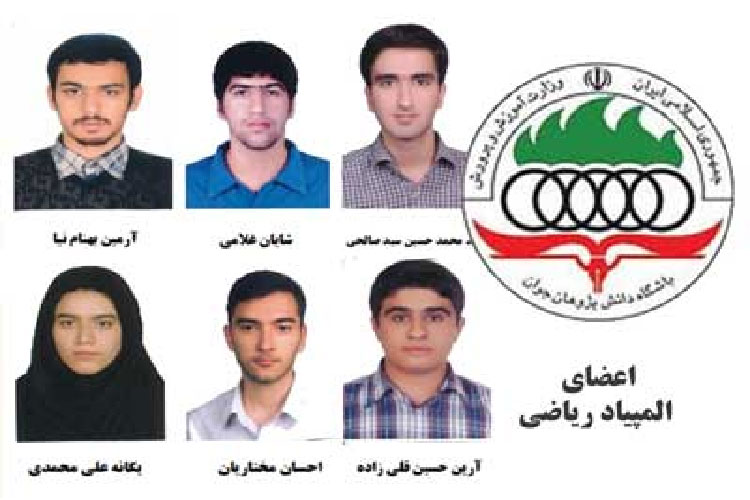 جمهوری اسلامی ایران
وزارت آموزش و پرورش
باشگاه دانش پژوهان جوان
آرمین بهنام نیا
شایان غلامی
محمد حسین سید صالحی
اعضای
المپیاد ریاضی
یگانه علی محمدی
احسان مختاریان
آرین حسین قلی زاده